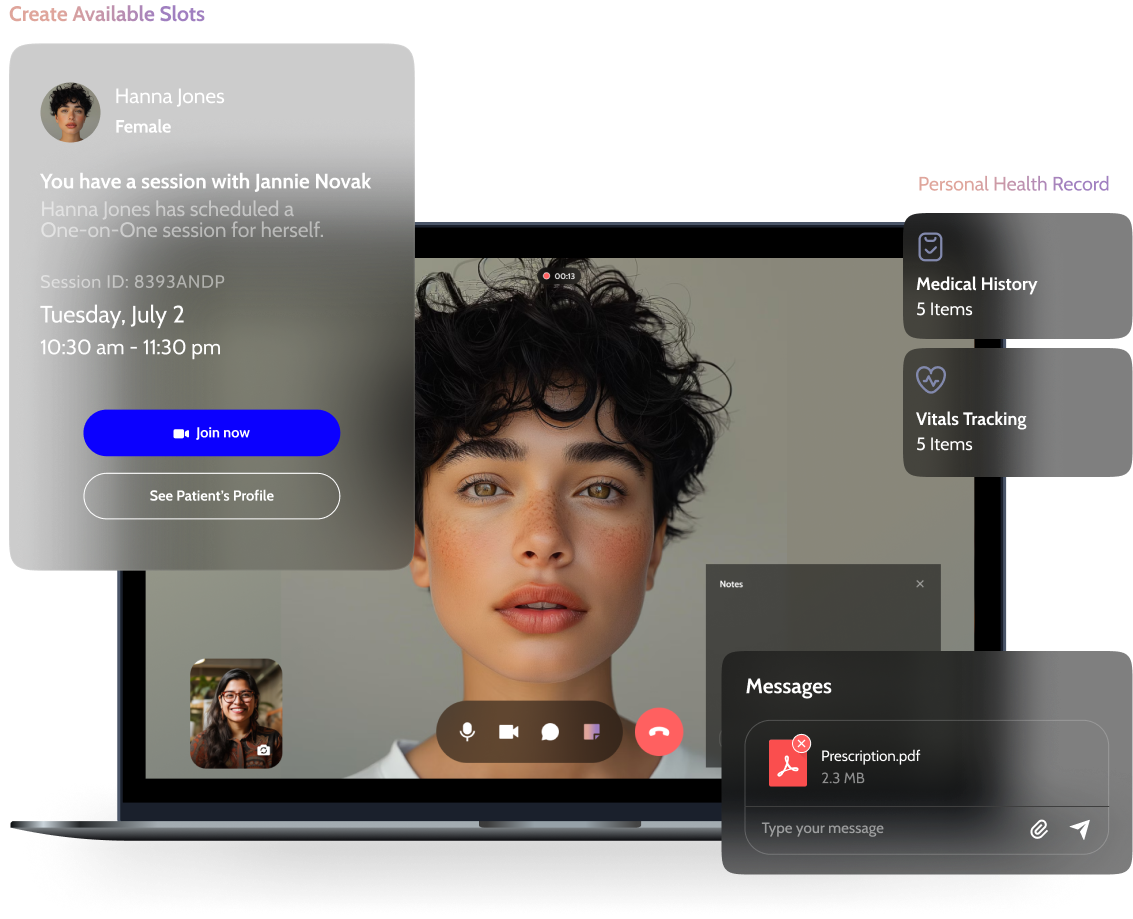 Create Available Slots
Hanna Jones
Female
You have a session with Jannie Novak
Hanna Jones has scheduled a
One-on-One session for herself.
Session ID: 8393ANDP
Tuesday, July 2
10:30 am - 11:30 pm
Join now
See Patient's Profile
00:13
Personal Health Record
Medical History
5 Items
Vitals Tracking
5 Items
Notes
Messages
Prescription.pdf
2.3 MB
Type your message